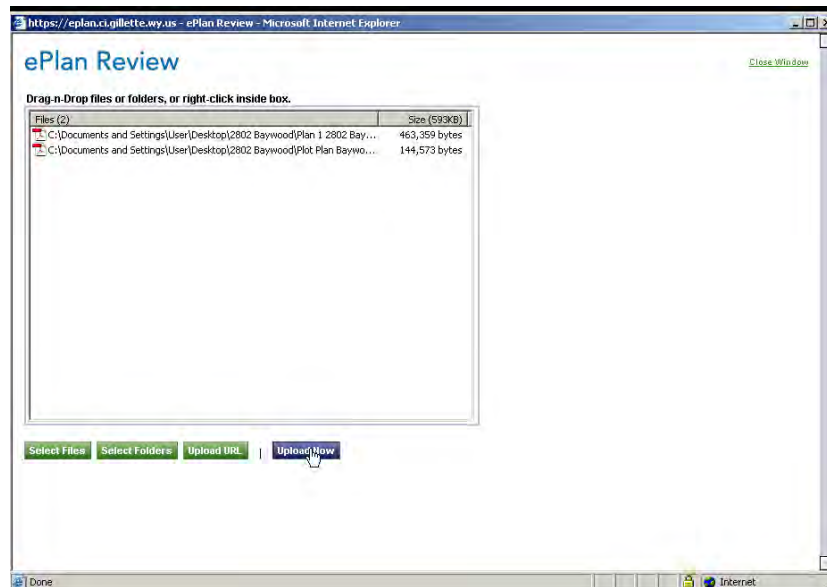 https://eplan.ci.gillette.wy.us - ePlan Review - Microsoft Internet Explorer
ePlan Review
Close Window
Drag-n-Drop files or folders, or right-click inside box.
Files (2) Size (593KB)
C:\Documents and Settings\User\Desktop\2802 Baywood\Plan 1 2802 Bay... 463,359 bytes
C:\Documents and Settings\User\Desktop\2802 Baywood\Plot Plan Baywo... 144,573 bytes
Select Files Select Folders Upload URL | Upload Now
Done Internet